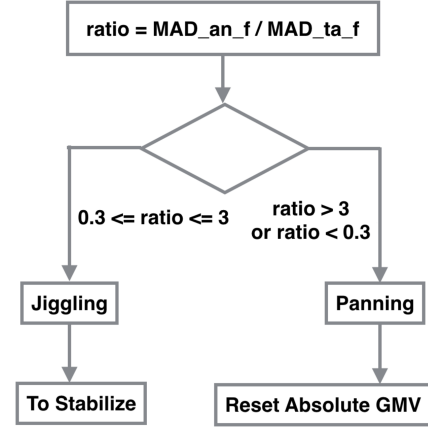 ratio = MAD_an_f / MAD_ta_f
0.3 <= ratio <= 3
ratio > 3
or ratio < 0.3
Jiggling
Panning
To Stabilize
Reset Absolute GMV